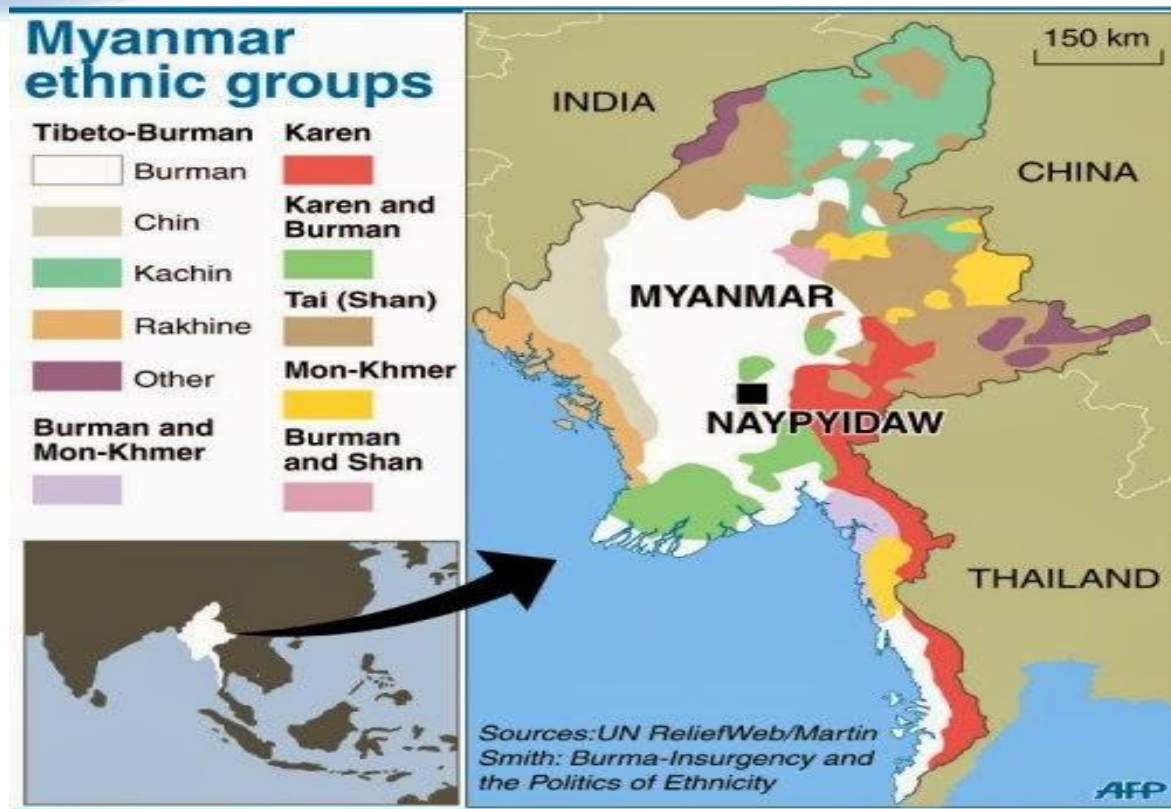 Myanmar
ethnic groups
Tibeto-Burman
Burman
Chin
Kachin
Rakhine
Other
Burman and
Mon-Khmer
Karen
Karen and
Burman
Tai (Shan)
Mon-Khmer
Burman
and Shan
150 km
INDIA
CHINA
MYANMAR
NAYPYIDAW
THAILAND
Sources:UN ReliefWeb/Martin
Smith: Burma-Insurgency and
the Politics of Ethnicity
AFP